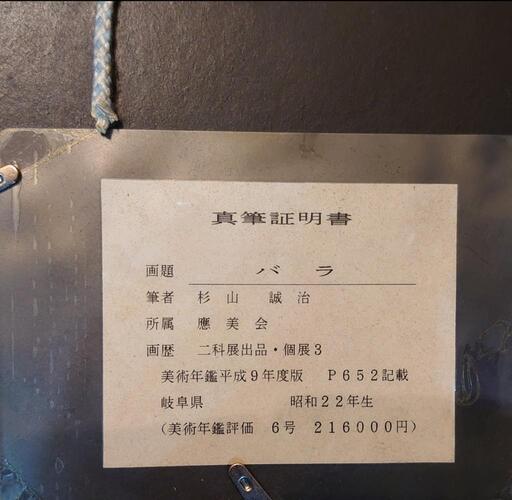 真筆証明書
画題　バラ
筆者　杉山　誠治
所属　應美会
画歴　二科展出品・個展3
美術年鑑平成9年度版　P652記載
岐阜県　昭和22年生
(美術年鑑評価　6号　216000円)